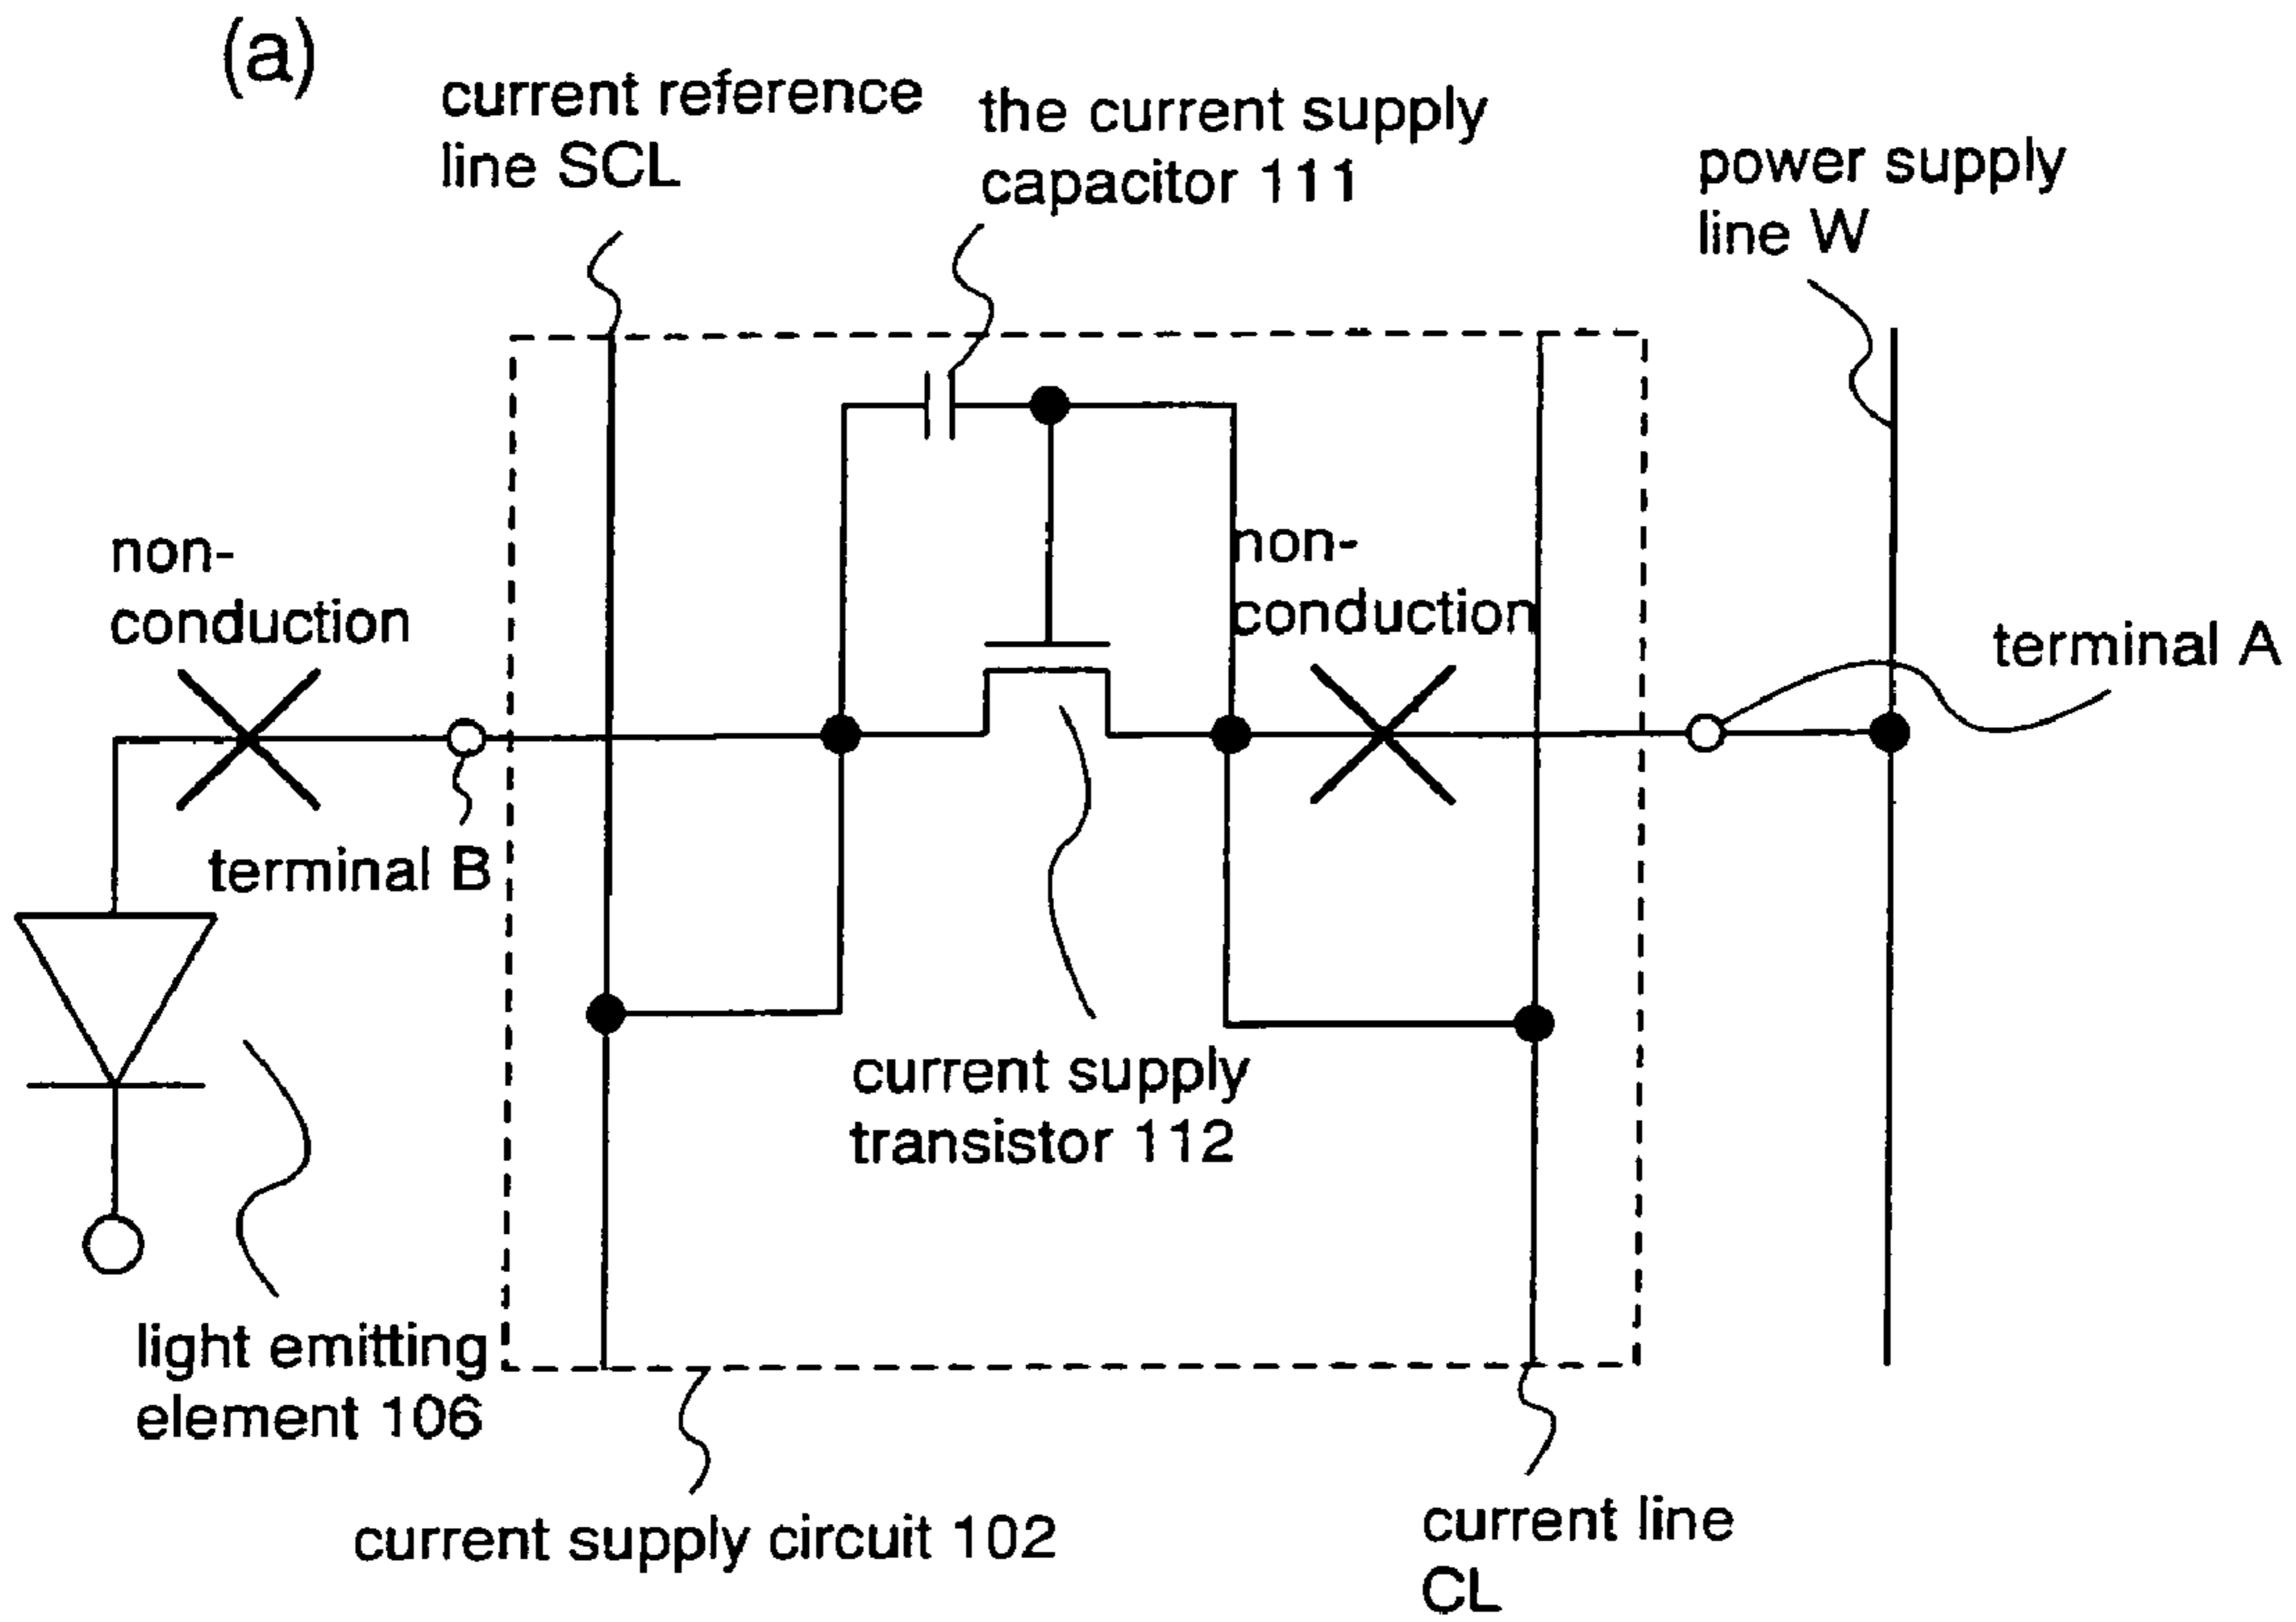 (a)
current reference
line SCL
the current supply
capacitor 111
power supply
line W
non-
conduction
non-
conduction
terminal A
terminal B
current supply
transistor 112
light emitting
element 106
current supply circuit 102
current line
CL